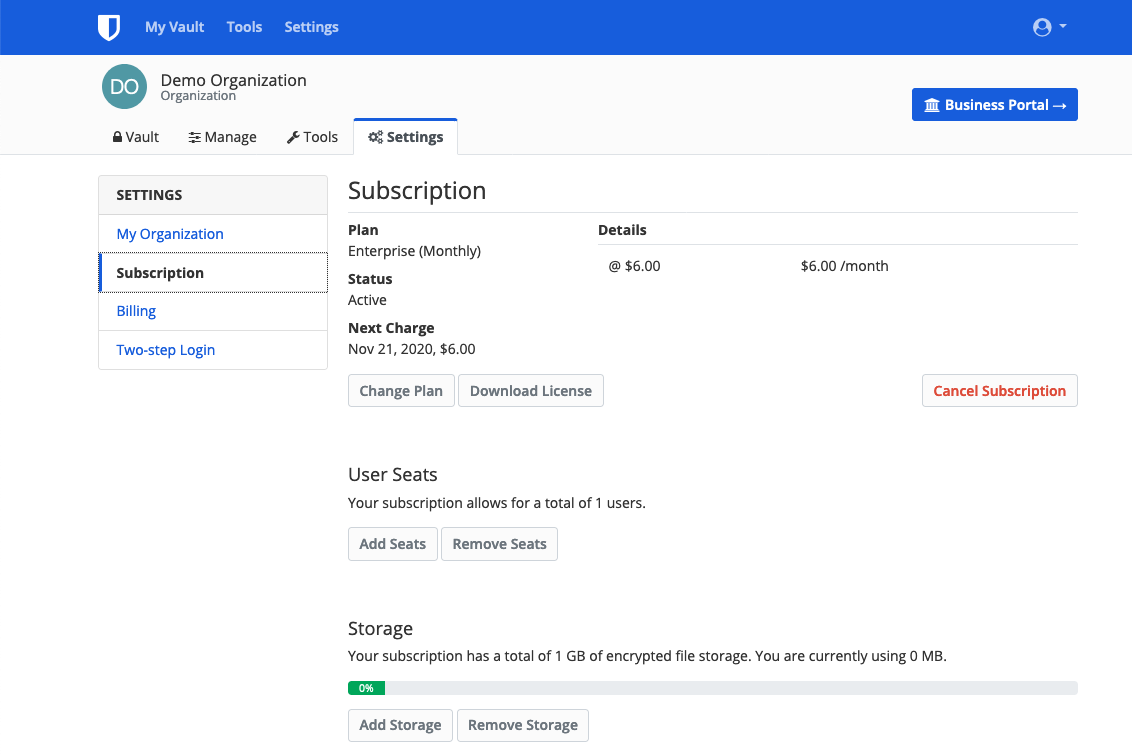 My Vault Tools Settings
DO
Demo Organization
Organization
Business Portal →
Vault Manage Tools Settings
SETTINGS
My Organization
Subscription
Billing
Two-step Login
Subscription
Plan
Enterprise (Monthly)
Status
Active
Next Charge
Nov 21, 2020, $6.00
Details
@ $6.00 $6.00 /month
Change Plan Download License Cancel Subscription
User Seats
Your subscription allows for a total of 1 users.
Add Seats Remove Seats
Storage
Your subscription has a total of 1 GB of encrypted file storage. You are currently using 0 MB.
0%
Add Storage Remove Storage